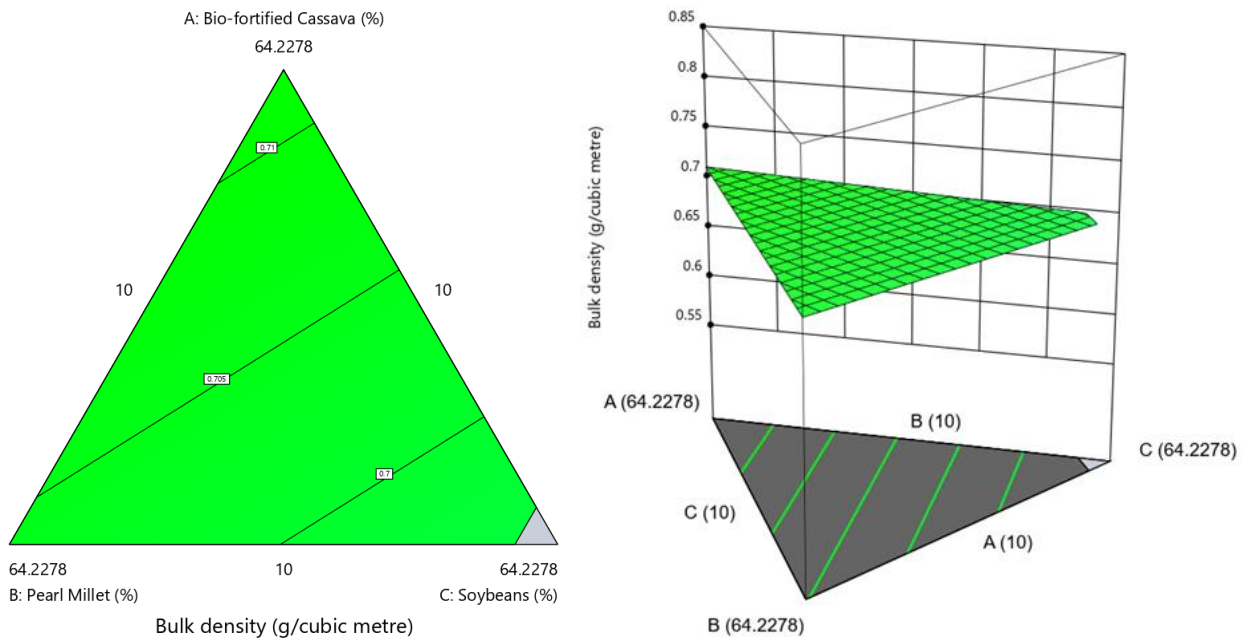 A: Bio-fortified Cassava (%)
64.2278
0.71
10
10
0.705
0.7
64.2278
10
64.2278
B: Pearl Millet (%)
C: Soybeans (%)
Bulk density (g/cubic metre)
0.85
0.8
0.75
0.7
0.65
0.6
0.55
Bulk density (g/cubic metre)
A (64.2278)
B (10)
C (64.2278)
C (10)
A (10)
B (64.2278)